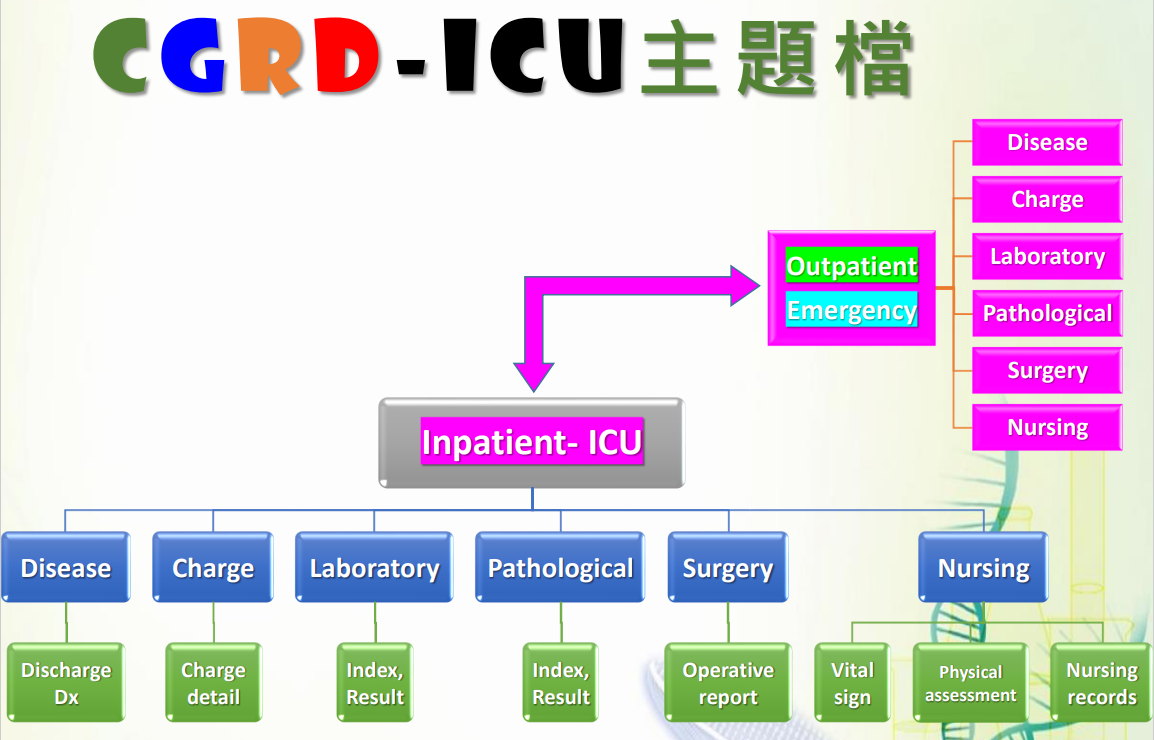 CGRD-ICU主題檔
Disease
Charge
Laboratory
Pathological
Surgery
Nursing
Outpatient
Emergency
Inpatient- ICU
Disease
Charge
Laboratory
Pathological
Surgery
Nursing
Discharge
Dx
Charge
detail
Index,
Result
Index,
Result
Operative
report
Vital
sign
Physical
assessment
Nursing
records